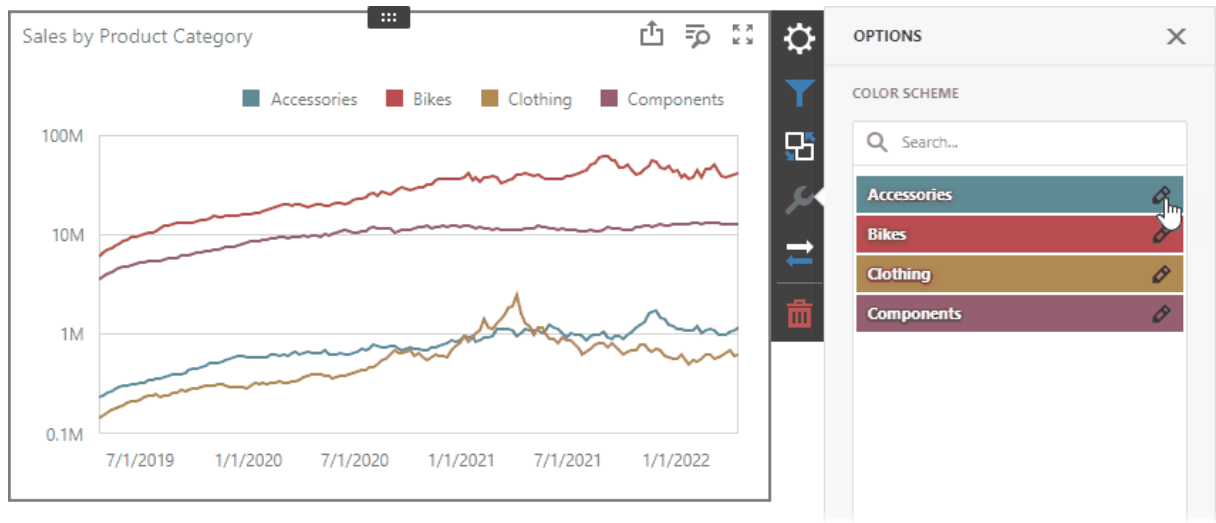 Sales by Product Category
Accessories Bikes Clothing Components
100M
10M
1M
0.1M
7/1/2019 1/1/2020 7/1/2020 1/1/2021 7/1/2021 1/1/2022
OPTIONS
COLOR SCHEME
Search...
Accessories
Bikes
Clothing
Components